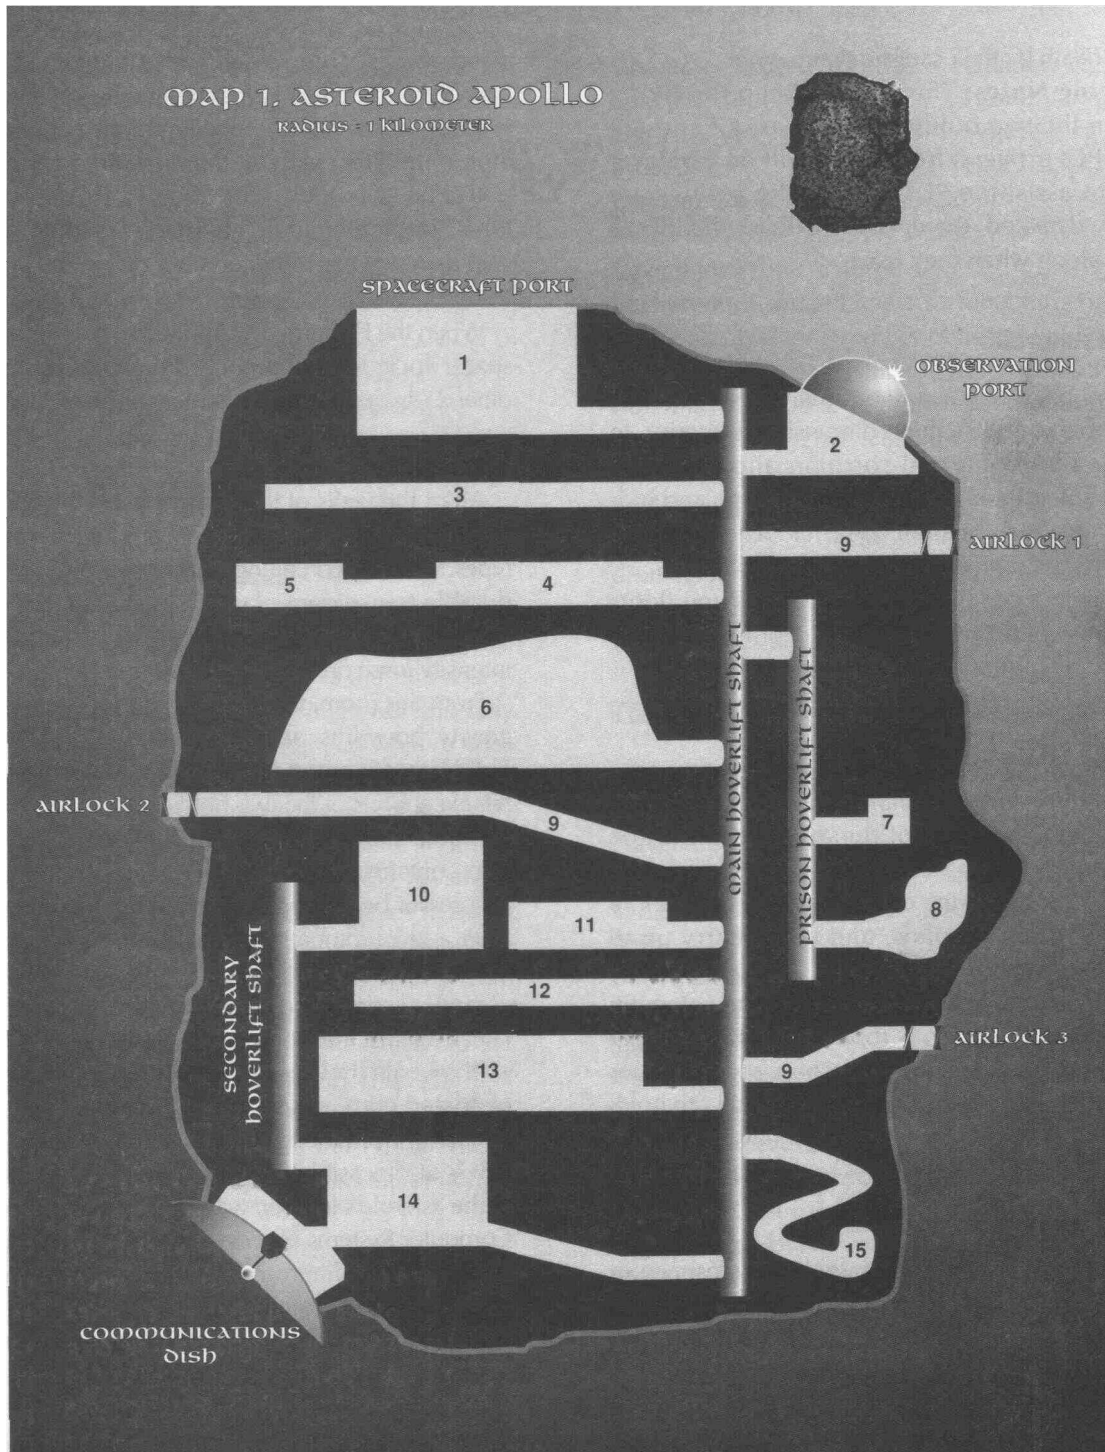 MAP 1. ASTEROID APOLLO
RADIUS - 1 KILOMETER
SPACECRAFT PORT
1
OBSERVATION
PORT
2
3
9
AIRLOCK 1
5
4
MAIN HOVERLIFT SHAFT
PRISON HOVERLIFT SHAFT
6
AIRLOCK 2
9
7
10
8
11
SECONDARY
HOVERLIFT SHAFT
12
AIRLOCK 3
13
9
14
15
COMMUNICATIONS
DISH